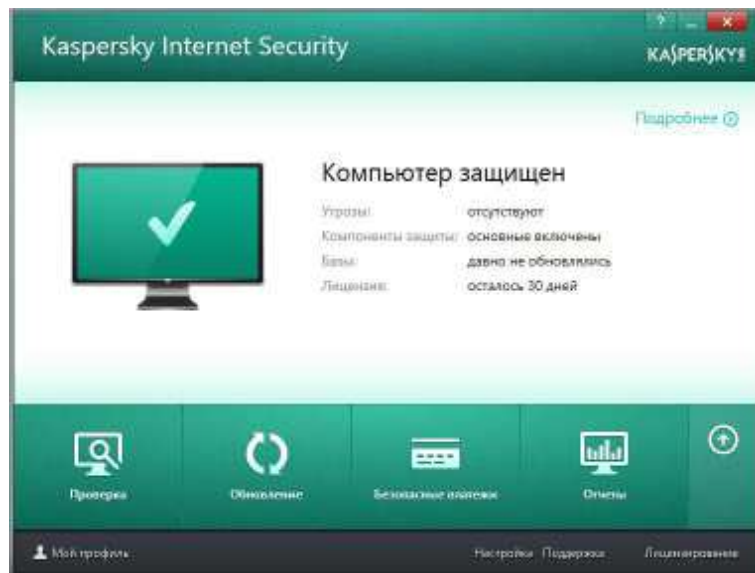 Kaspersky Internet Security
KASPERSKY
Подробнее
Компьютер защищен
Угрозы: отсутствуют
Компоненты защиты: основные включены
Базы: давно не обновлялись
Лицензия: осталось 30 дней
Проверка Обновление Безопасные платежи Отчеты
Мой профиль Настройка Поддержка Лицензирование